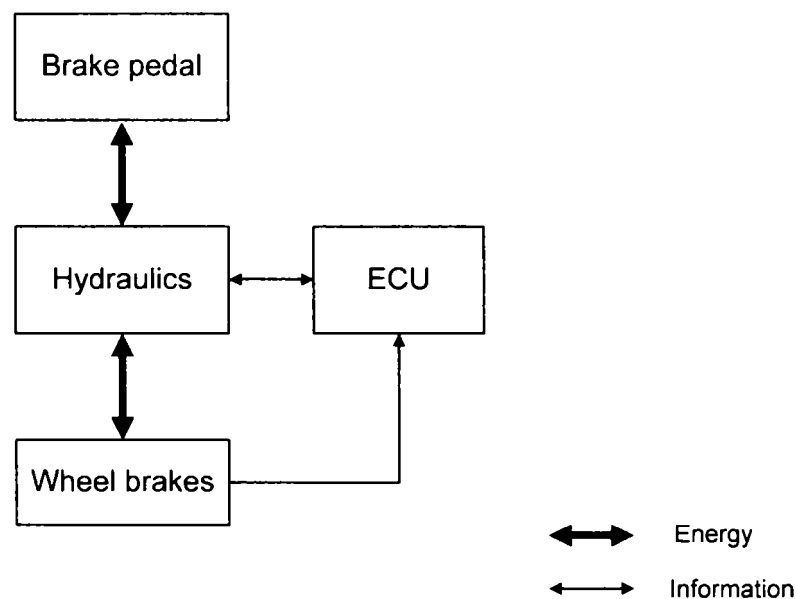 Brake pedal
Hydraulics
ECU
Wheel brakes
Energy
Information